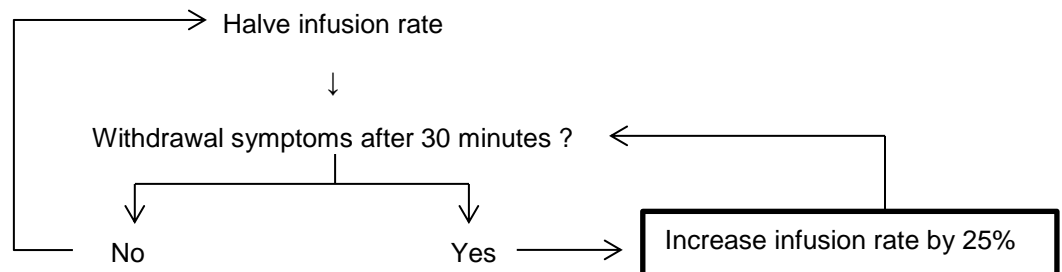 Halve infusion rate
↓
Withdrawal symptoms after 30 minutes ?
No
Yes
Increase infusion rate by 25%